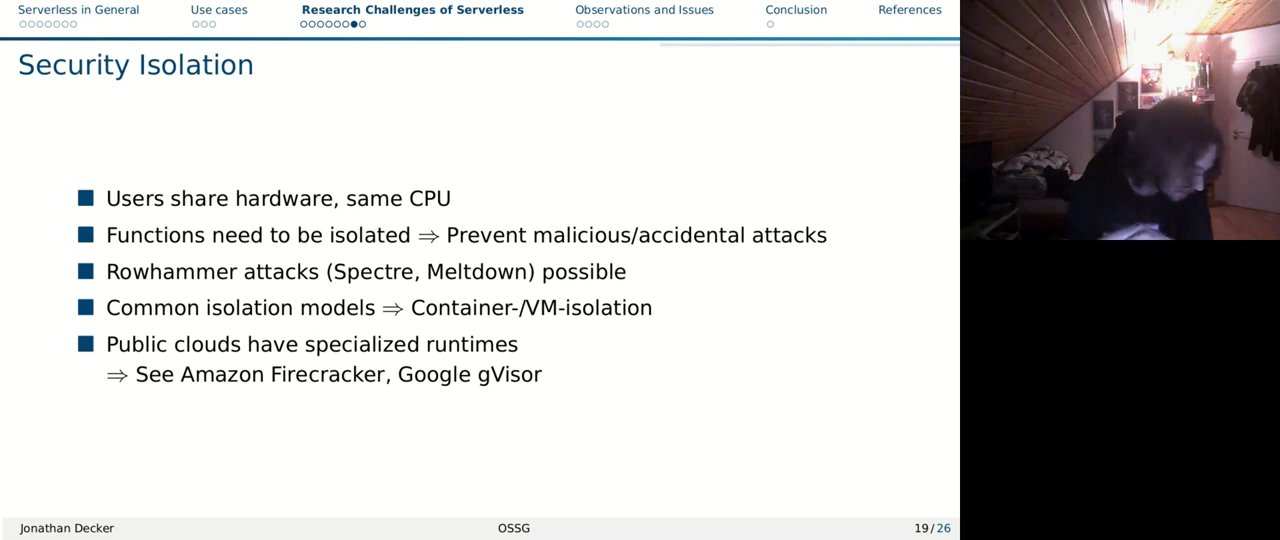 Serverless in General
Use cases
Research Challenges of Serverless
Observations and Issues
Conclusion
References
Security Isolation
Users share hardware, same CPU
Functions need to be isolated ⇒ Prevent malicious/accidental attacks
Rowhammer attacks (Spectre, Meltdown) possible
Common isolation models ⇒ Container-/VM-isolation
Public clouds have specialized runtimes
⇒ See Amazon Firecracker, Google gVisor
Jonathan Decker
OSSG
19/26